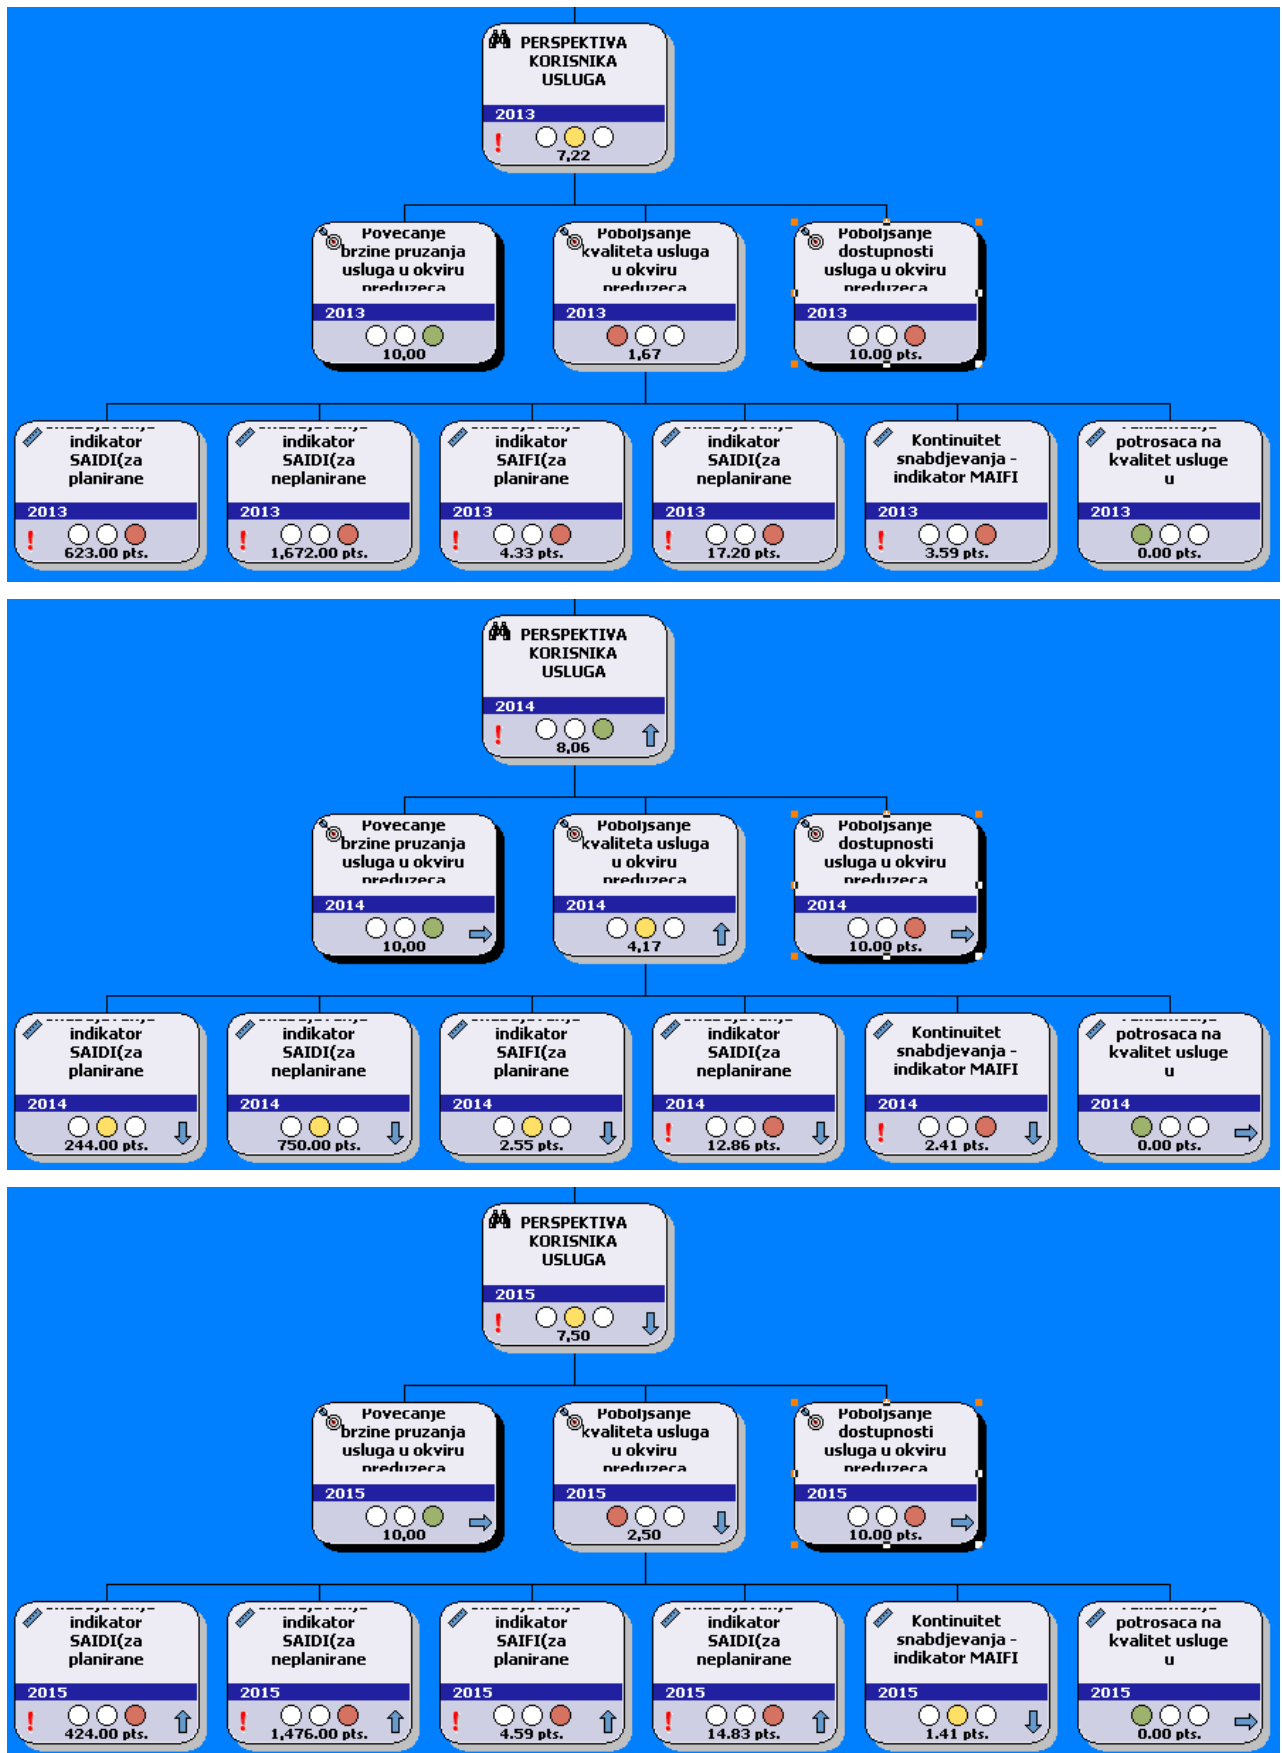 PERSPEKTIVA
KORISNIKA
USLUGA
2013
! 7,22
Povecanje
brzine pruzanja
usluga u okviru
preduzeca
2013
10,00
Poboljsanje
kvaliteta usluga
u okviru
preduzeca
2013
1,67
Poboljsanje
dostupnosti
usluga u okviru
preduzeca
2013
10.00 pts.
indikator
SAIDI(za
planirane
2013
! 623.00 pts.
indikator
SAIDI(za
neplanirane
2013
! 1,672.00 pts.
indikator
SAIFI(za
planirane
2013
! 4.33 pts.
indikator
SAIDI(za
neplanirane
2013
! 17.20 pts.
Kontinuitet
snabdjevanja -
indikator MAIFI
2013
! 3.59 pts.
potrosaca na
kvalitet usluge
u
2013
0.00 pts.
PERSPEKTIVA
KORISNIKA
USLUGA
2014
! 8,06
Povecanje
brzine pruzanja
usluga u okviru
preduzeca
2014
10,00
Poboljsanje
kvaliteta usluga
u okviru
preduzeca
2014
4,17
Poboljsanje
dostupnosti
usluga u okviru
preduzeca
2014
10.00 pts.
indikator
SAIDI(za
planirane
2014
244.00 pts.
indikator
SAIDI(za
neplanirane
2014
750.00 pts.
indikator
SAIFI(za
planirane
2014
2.55 pts.
indikator
SAIDI(za
neplanirane
2014
! 12.86 pts.
Kontinuitet
snabdjevanja -
indikator MAIFI
2014
! 2.41 pts.
potrosaca na
kvalitet usluge
u
2014
0.00 pts.
PERSPEKTIVA
KORISNIKA
USLUGA
2015
! 7,50
Povecanje
brzine pruzanja
usluga u okviru
preduzeca
2015
10,00
Poboljsanje
kvaliteta usluga
u okviru
preduzeca
2015
2,50
Poboljsanje
dostupnosti
usluga u okviru
preduzeca
2015
10.00 pts.
indikator
SAIDI(za
planirane
2015
! 424.00 pts.
indikator
SAIDI(za
neplanirane
2015
! 1,476.00 pts.
indikator
SAIFI(za
planirane
2015
! 4.59 pts.
indikator
SAIDI(za
neplanirane
2015
! 14.83 pts.
Kontinuitet
snabdjevanja -
indikator MAIFI
2015
1.41 pts.
potrosaca na
kvalitet usluge
u
2015
0.00 pts.